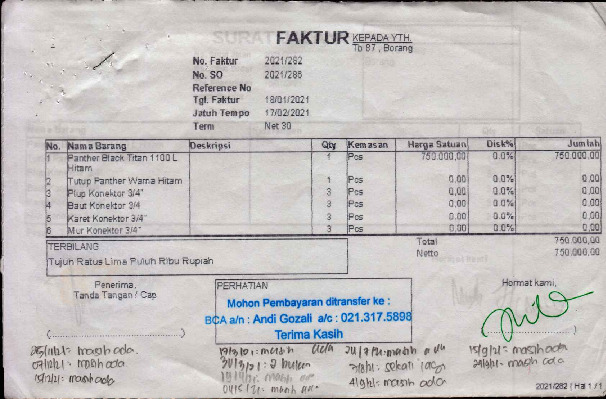 SURAT FAKTUR KEPADA YTH.
To 87 , Borang
No. Faktur 2021/282
No. SO 2021/285
Reference No
Tgl. Faktur 18/01/2021
Jatuh Tempo 17/02/2021
Term Net 30
No. Nama Barang Deskripsi Qty Kemasan Harga Satuan Disk% Jumlah
1 Panther Black Titan 1100 L Hitam 1 Pcs 750.000,00 0.0% 750.000,00
2 Tutup Panther Warna Hitam 1 Pcs 0,00 0.0% 0,00
3 Plup Konektor 3/4" 3 Pcs 0,00 0.0% 0,00
4 Baut Konektor 3/4 3 Pcs 0,00 0.0% 0,00
5 Karet Konektor 3/4" 3 Pcs 0,00 0.0% 0,00
6 Mur Konektor 3/4" 3 Pcs 0,00 0.0% 0,00
Total 750.000,00
Netto 750.000,00
TERBILANG
Tujuh Ratus Lima Puluh Ribu Rupiah
Penerima,
Tanda Tangan / Cap
PERHATIAN
Mohon Pembayaran ditransfer ke :
BCA a/n : Andi Gozali a/c : 021.317.5898
Terima Kasih
Hormat kami,
masih ada.
masih ada
masih ada
masih ada
masih ada
4/9/21= masih ada
15/9/21= masih ada
masih ada
2021/282 / Hal 1 / 1